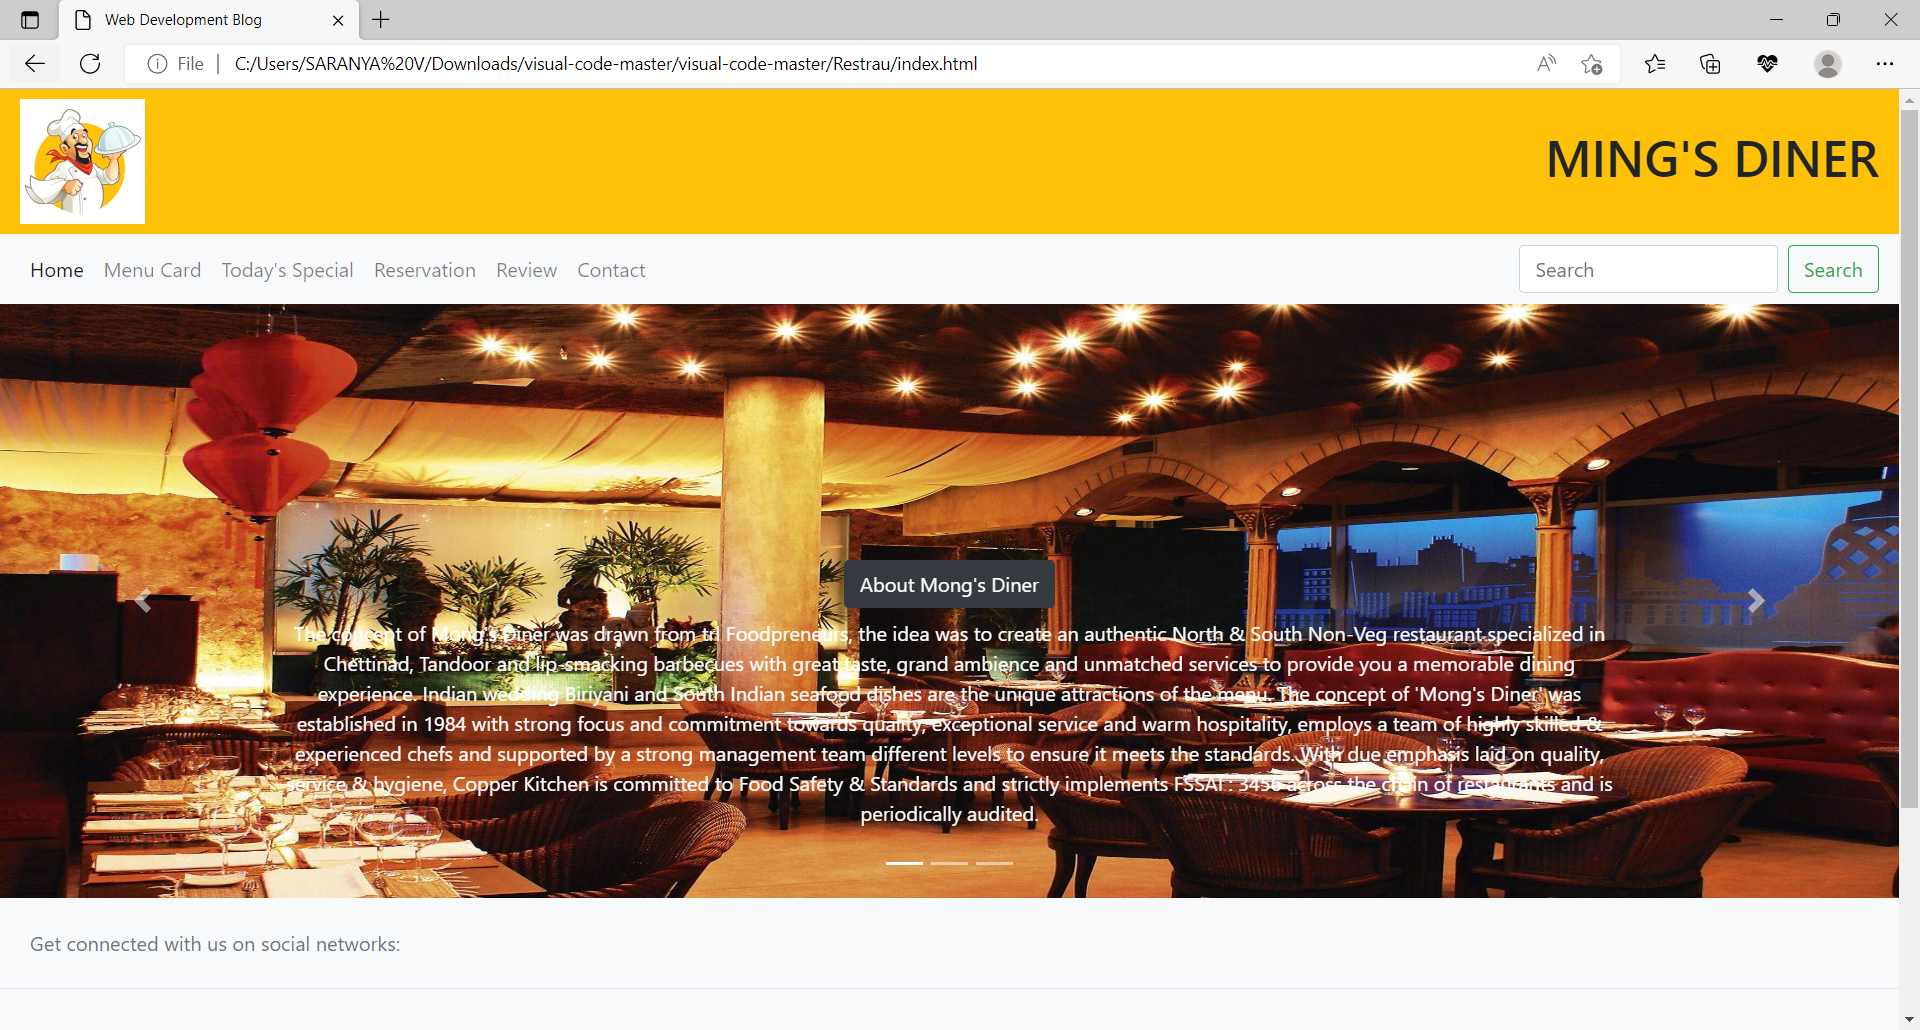 Web Development Blog
File
C:/Users/SARANYA%20V/Downloads/visual-code-master/visual-code-master/Restrau/index.html
MING'S DINER
Home Menu Card Today's Special Reservation Review Contact
Search
Search
About Mong's Diner
The concept of Mong's Diner was drawn from trl Foodpreneurs, the idea was to create an authentic North & South Non-Veg restaurant specialized in
Chettinad, Tandoor and lip-smacking barbecues with great taste, grand ambience and unmatched services to provide you a memorable dining
experience. Indian wedding Biriyani and South Indian seafood dishes are the unique attractions of the menu. The concept of 'Mong's Diner' was
established in 1984 with strong focus and commitment towards quality, exceptional service and warm hospitality, employs a team of highly skilled &
experienced chefs and supported by a strong management team different levels to ensure it meets the standards. With due emphasis laid on quality,
service & hygiene, Copper Kitchen is committed to Food Safety & Standards and strictly implements FSSAI : 3456 across the chain of restaurants and is
periodically audited.
Get connected with us on social networks: